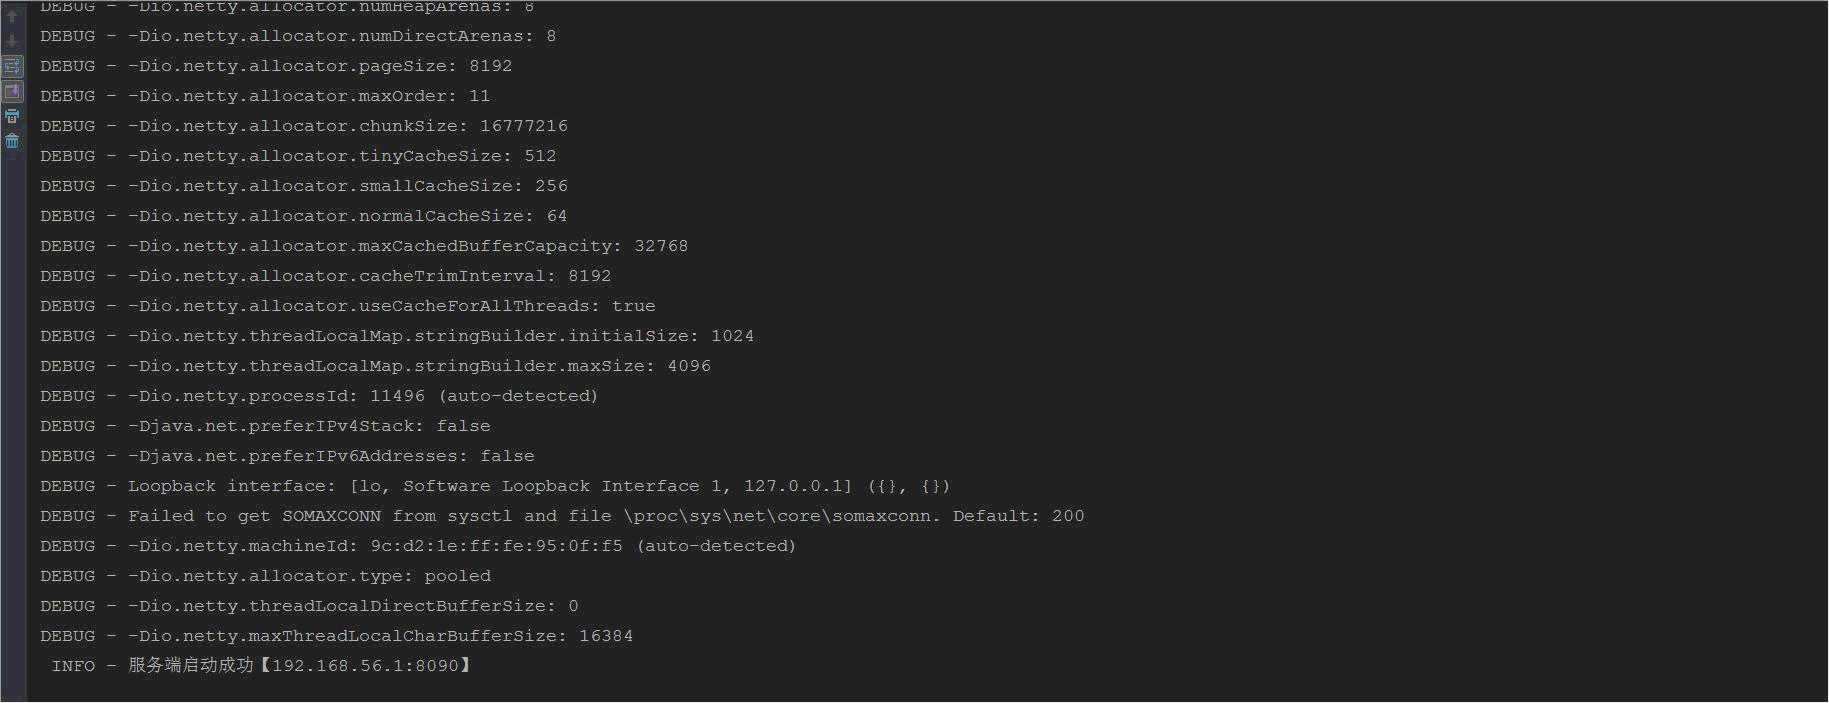 DEBUG - -Dio.netty.allocator.numHeapArenas: 8
DEBUG - -Dio.netty.allocator.numDirectArenas: 8
DEBUG - -Dio.netty.allocator.pageSize: 8192
DEBUG - -Dio.netty.allocator.maxOrder: 11
DEBUG - -Dio.netty.allocator.chunkSize: 16777216
DEBUG - -Dio.netty.allocator.tinyCacheSize: 512
DEBUG - -Dio.netty.allocator.smallCacheSize: 256
DEBUG - -Dio.netty.allocator.normalCacheSize: 64
DEBUG - -Dio.netty.allocator.maxCachedBufferCapacity: 32768
DEBUG - -Dio.netty.allocator.cacheTrimInterval: 8192
DEBUG - -Dio.netty.allocator.useCacheForAllThreads: true
DEBUG - -Dio.netty.threadLocalMap.stringBuilder.initialSize: 1024
DEBUG - -Dio.netty.threadLocalMap.stringBuilder.maxSize: 4096
DEBUG - -Dio.netty.processId: 11496 (auto-detected)
DEBUG - -Djava.net.preferIPv4Stack: false
DEBUG - -Djava.net.preferIPv6Addresses: false
DEBUG - Loopback interface: [lo, Software Loopback Interface 1, 127.0.0.1] ({}, {})
DEBUG - Failed to get SOMAXCONN from sysctl and file \proc\sys\net\core\somaxconn. Default: 200
DEBUG - -Dio.netty.machineId: 9c:d2:1e:ff:fe:95:0f:f5 (auto-detected)
DEBUG - -Dio.netty.allocator.type: pooled
DEBUG - -Dio.netty.threadLocalDirectBufferSize: 0
DEBUG - -Dio.netty.maxThreadLocalCharBufferSize: 16384
INFO - 服务端启动成功【192.168.56.1:8090】